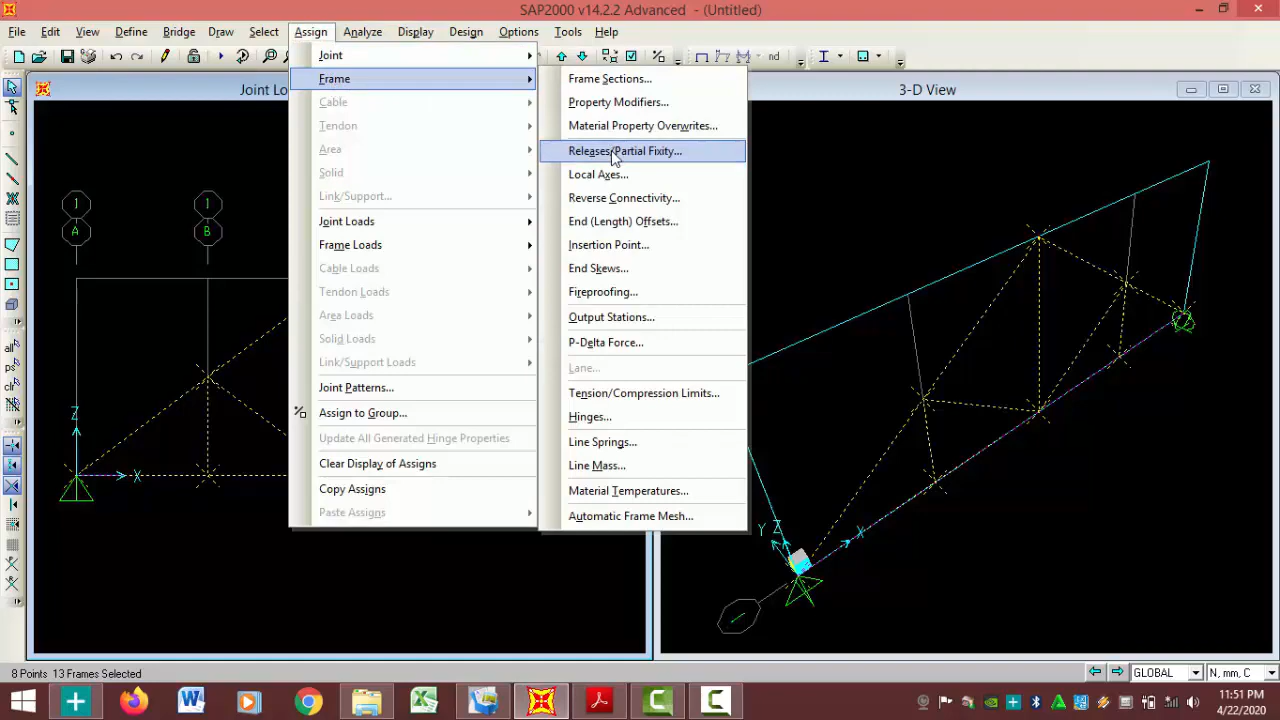 SAP2000 v14.2.2 Advanced - (Untitled)
File Edit View Define Bridge Draw Select Assign Analyze Display Design Options Tools Help
nd
Joint Lo
3-D View
Joint
Frame
Cable
Tendon
Area
Solid
Link/Support...
Joint Loads
Frame Loads
Cable Loads
Tendon Loads
Area Loads
Solid Loads
Link/Support Loads
Joint Patterns...
Assign to Group...
Update All Generated Hinge Properties
Clear Display of Assigns
Copy Assigns
Paste Assigns
Frame Sections...
Property Modifiers...
Material Property Overwrites...
Releases/Partial Fixity...
Local Axes...
Reverse Connectivity...
End (Length) Offsets...
Insertion Point...
End Skews...
Fireproofing...
Output Stations...
P-Delta Force...
Lane...
Tension/Compression Limits...
Hinges...
Line Springs...
Line Mass...
Material Temperatures...
Automatic Frame Mesh...
all
clr
1 1
A B
Z
X
Y Z X
8 Points 13 Frames Selected
GLOBAL
N, mm, C
11:51 PM
4/22/2020